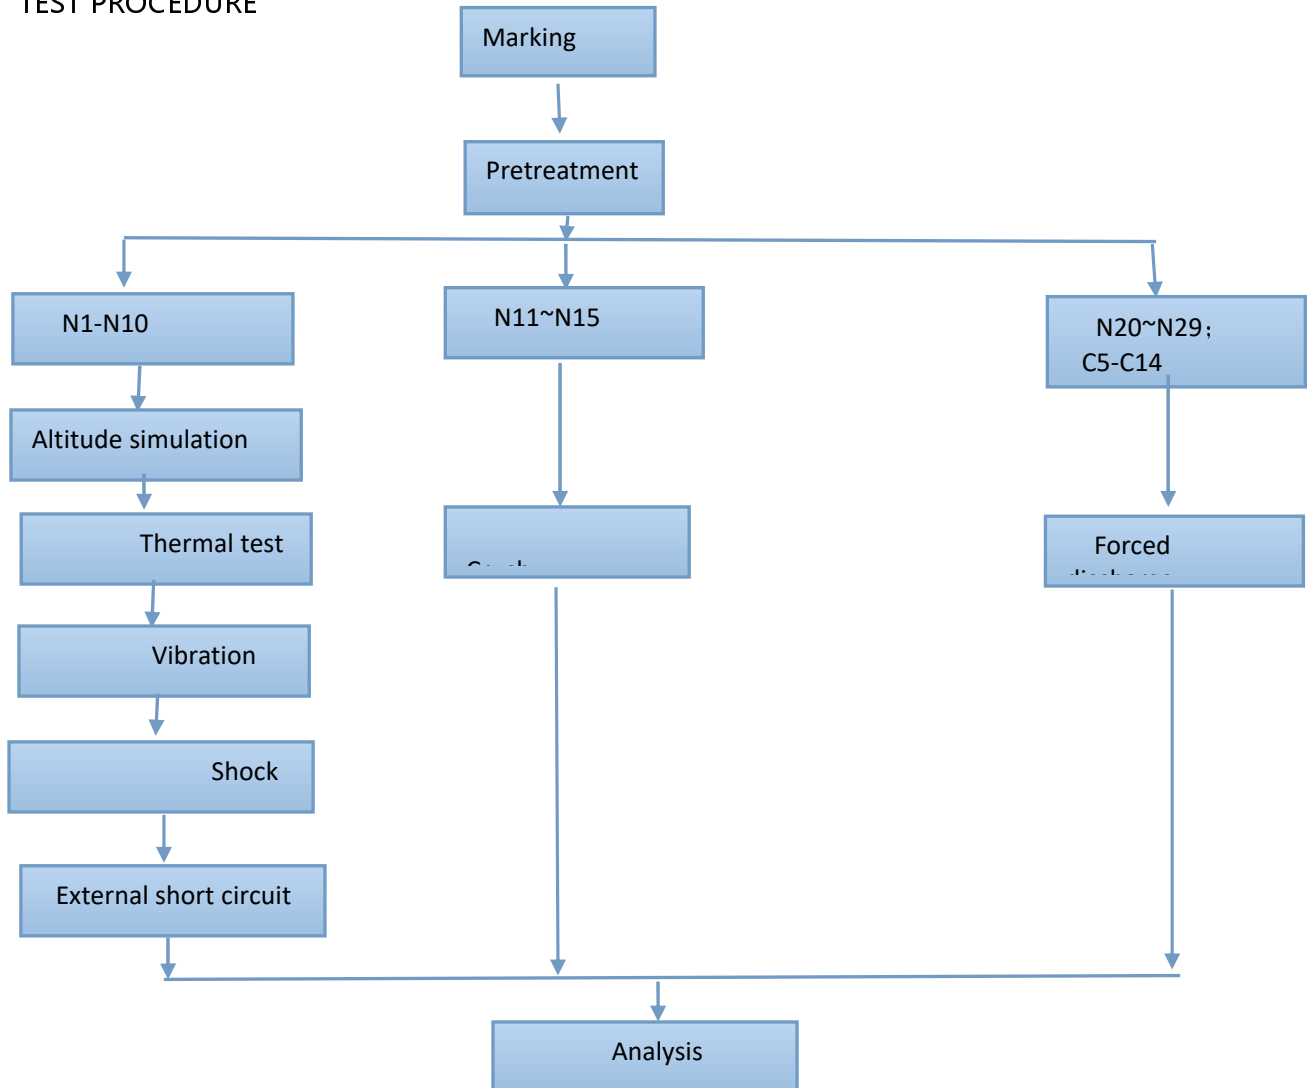 TEST PROCEDURE
Marking
Pretreatment
N1-N10
N11~N15
N20~N29；
C5-C14
Altitude simulation
Thermal test
Vibration
Shock
External short circuit
Forced
Analysis